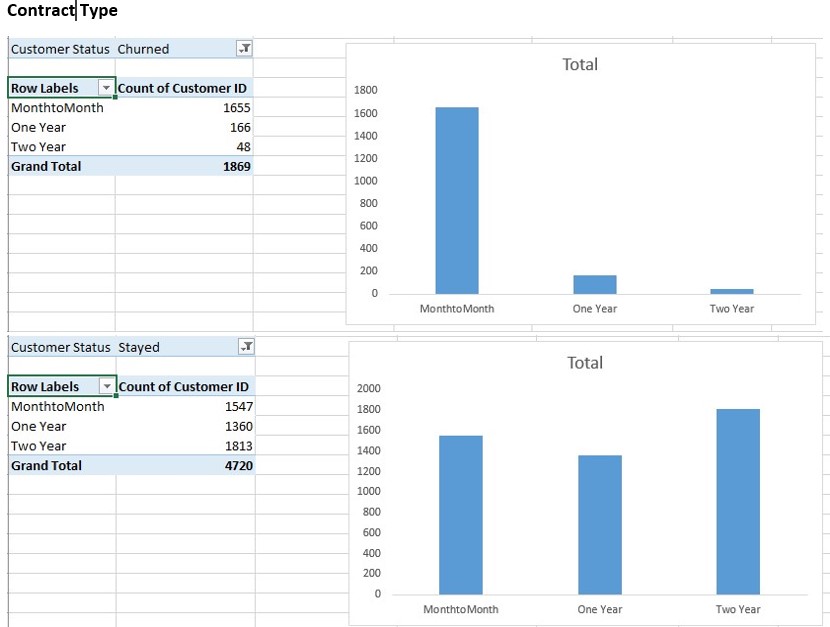 Contract Type
Customer Status Churned
Row Labels Count of Customer ID
MonthtoMonth 1655
One Year 166
Two Year 48
Grand Total 1869
Total
1800
1600
1400
1200
1000
800
600
400
200
0
MonthtoMonth One Year Two Year
Customer Status Stayed
Row Labels Count of Customer ID
MonthtoMonth 1547
One Year 1360
Two Year 1813
Grand Total 4720
Total
2000
1800
1600
1400
1200
1000
800
600
400
200
0
MonthtoMonth One Year Two Year